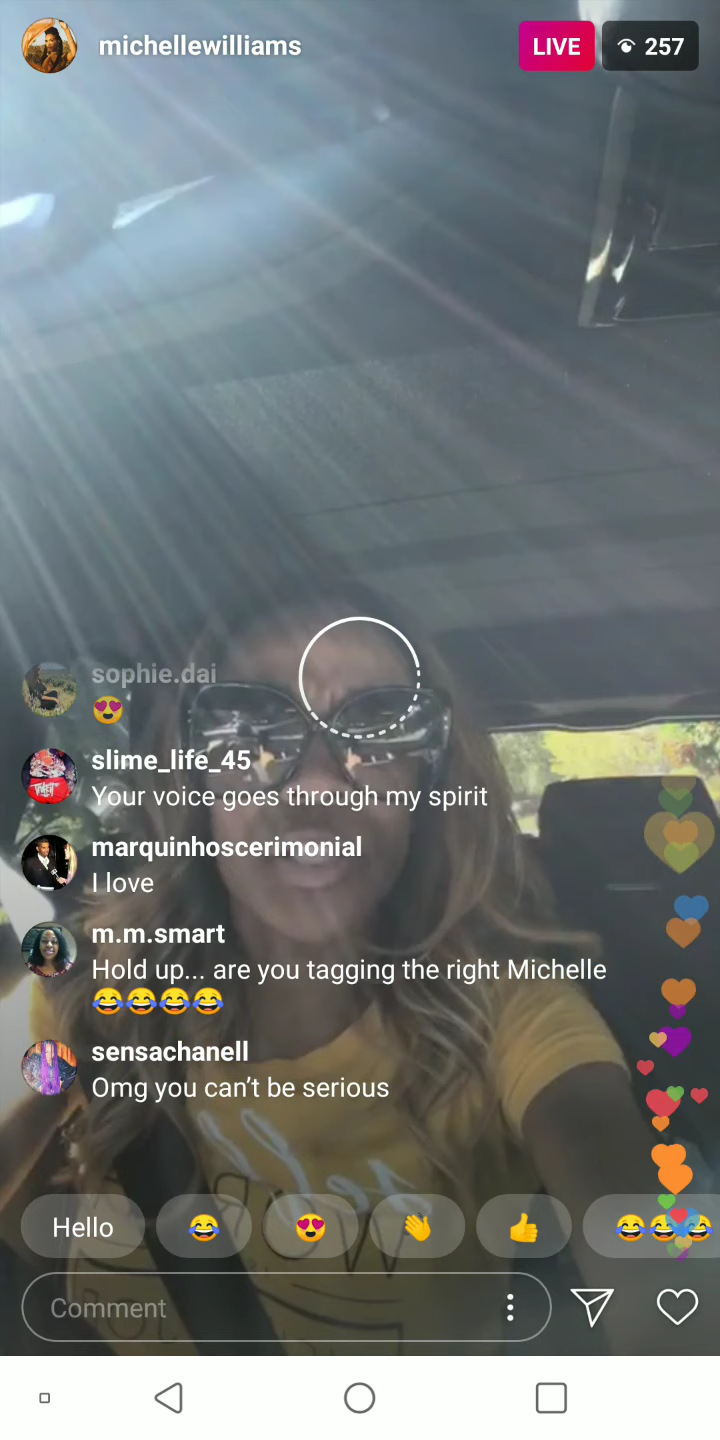 michellewilliams
LIVE
257
sophie.dai
😍
slime_life_45
Your voice goes through my spirit
marquinhoscerimonial
I love
m.m.smart
Hold up... are you tagging the right Michelle
😂😂😂😂
sensachanell
Omg you can't be serious
Hello 😂 😍 👋 👍 😂😂😂
Comment